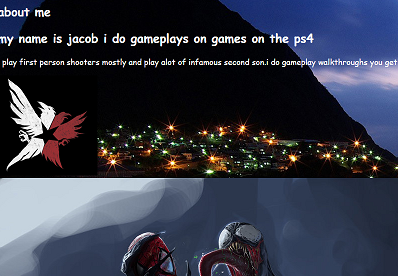 about me
my name is jacob i do gameplays on games on the ps4
play first person shooters mostly and play alot of infamous second son.i do gameplay walkthroughs you get